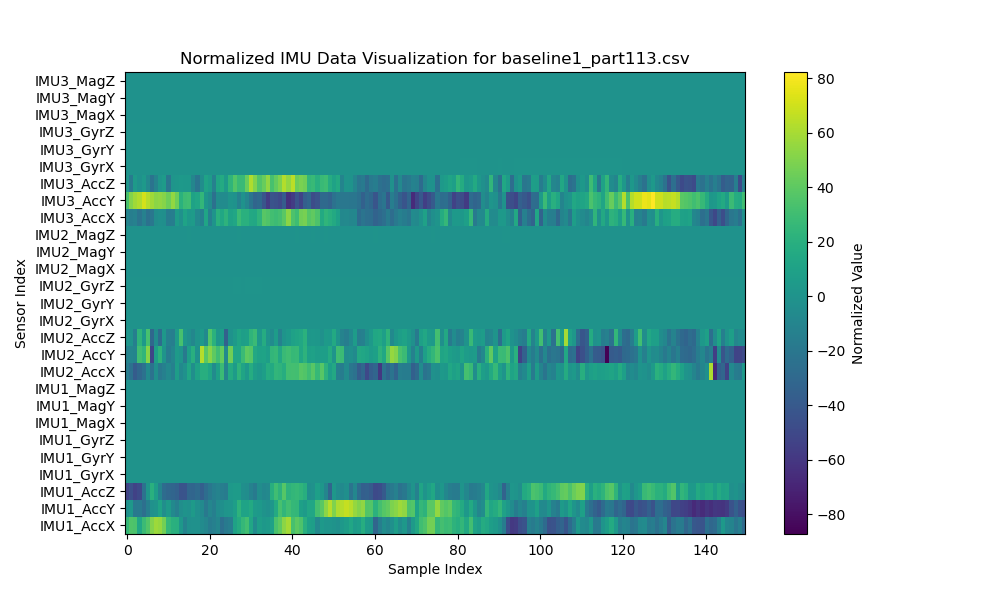 Normalized IMU Data Visualization for baseline1_part113.csv
IMU3_MagZ
IMU3_MagY
IMU3_MagX
IMU3_GyrZ
IMU3_GyrY
IMU3_GyrX
IMU3_AccZ
IMU3_AccY
IMU3_AccX
IMU2_MagZ
IMU2_MagY
IMU2_MagX
IMU2_GyrZ
IMU2_GyrY
IMU2_GyrX
IMU2_AccZ
IMU2_AccY
IMU2_AccX
IMU1_MagZ
IMU1_MagY
IMU1_MagX
IMU1_GyrZ
IMU1_GyrY
IMU1_GyrX
IMU1_AccZ
IMU1_AccY
IMU1_AccX
Sensor Index
0 20 40 60 80 100 120 140
Sample Index
80
60
40
20
0
−20
−40
−60
−80
Normalized Value